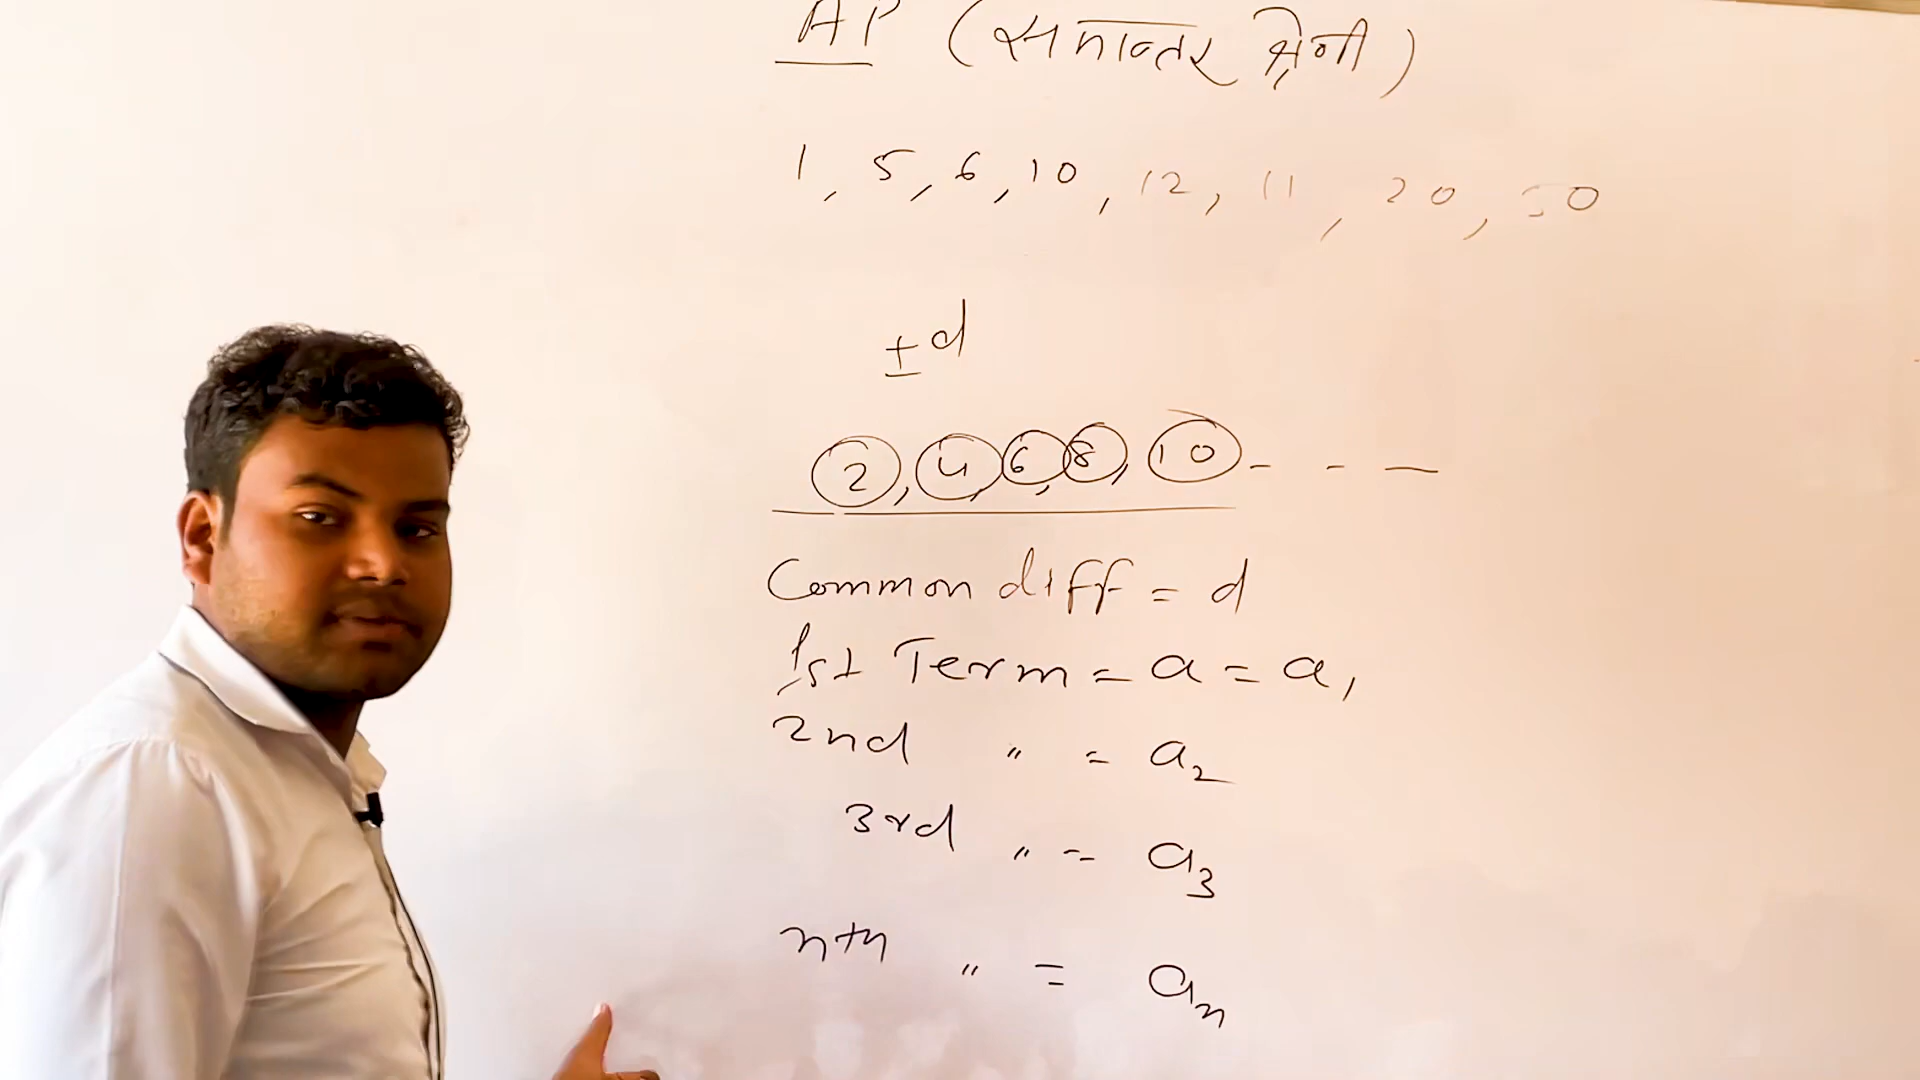 AP (समान्तर श्रेणी)
1, 5, 6, 10, 12, 11, 20, 30
± d
2, 4, 6, 8, 10 - - -
Common diff = d
1st Term = a = a₁
2nd " = a₂
3rd " = a₃
nth " = aₙ